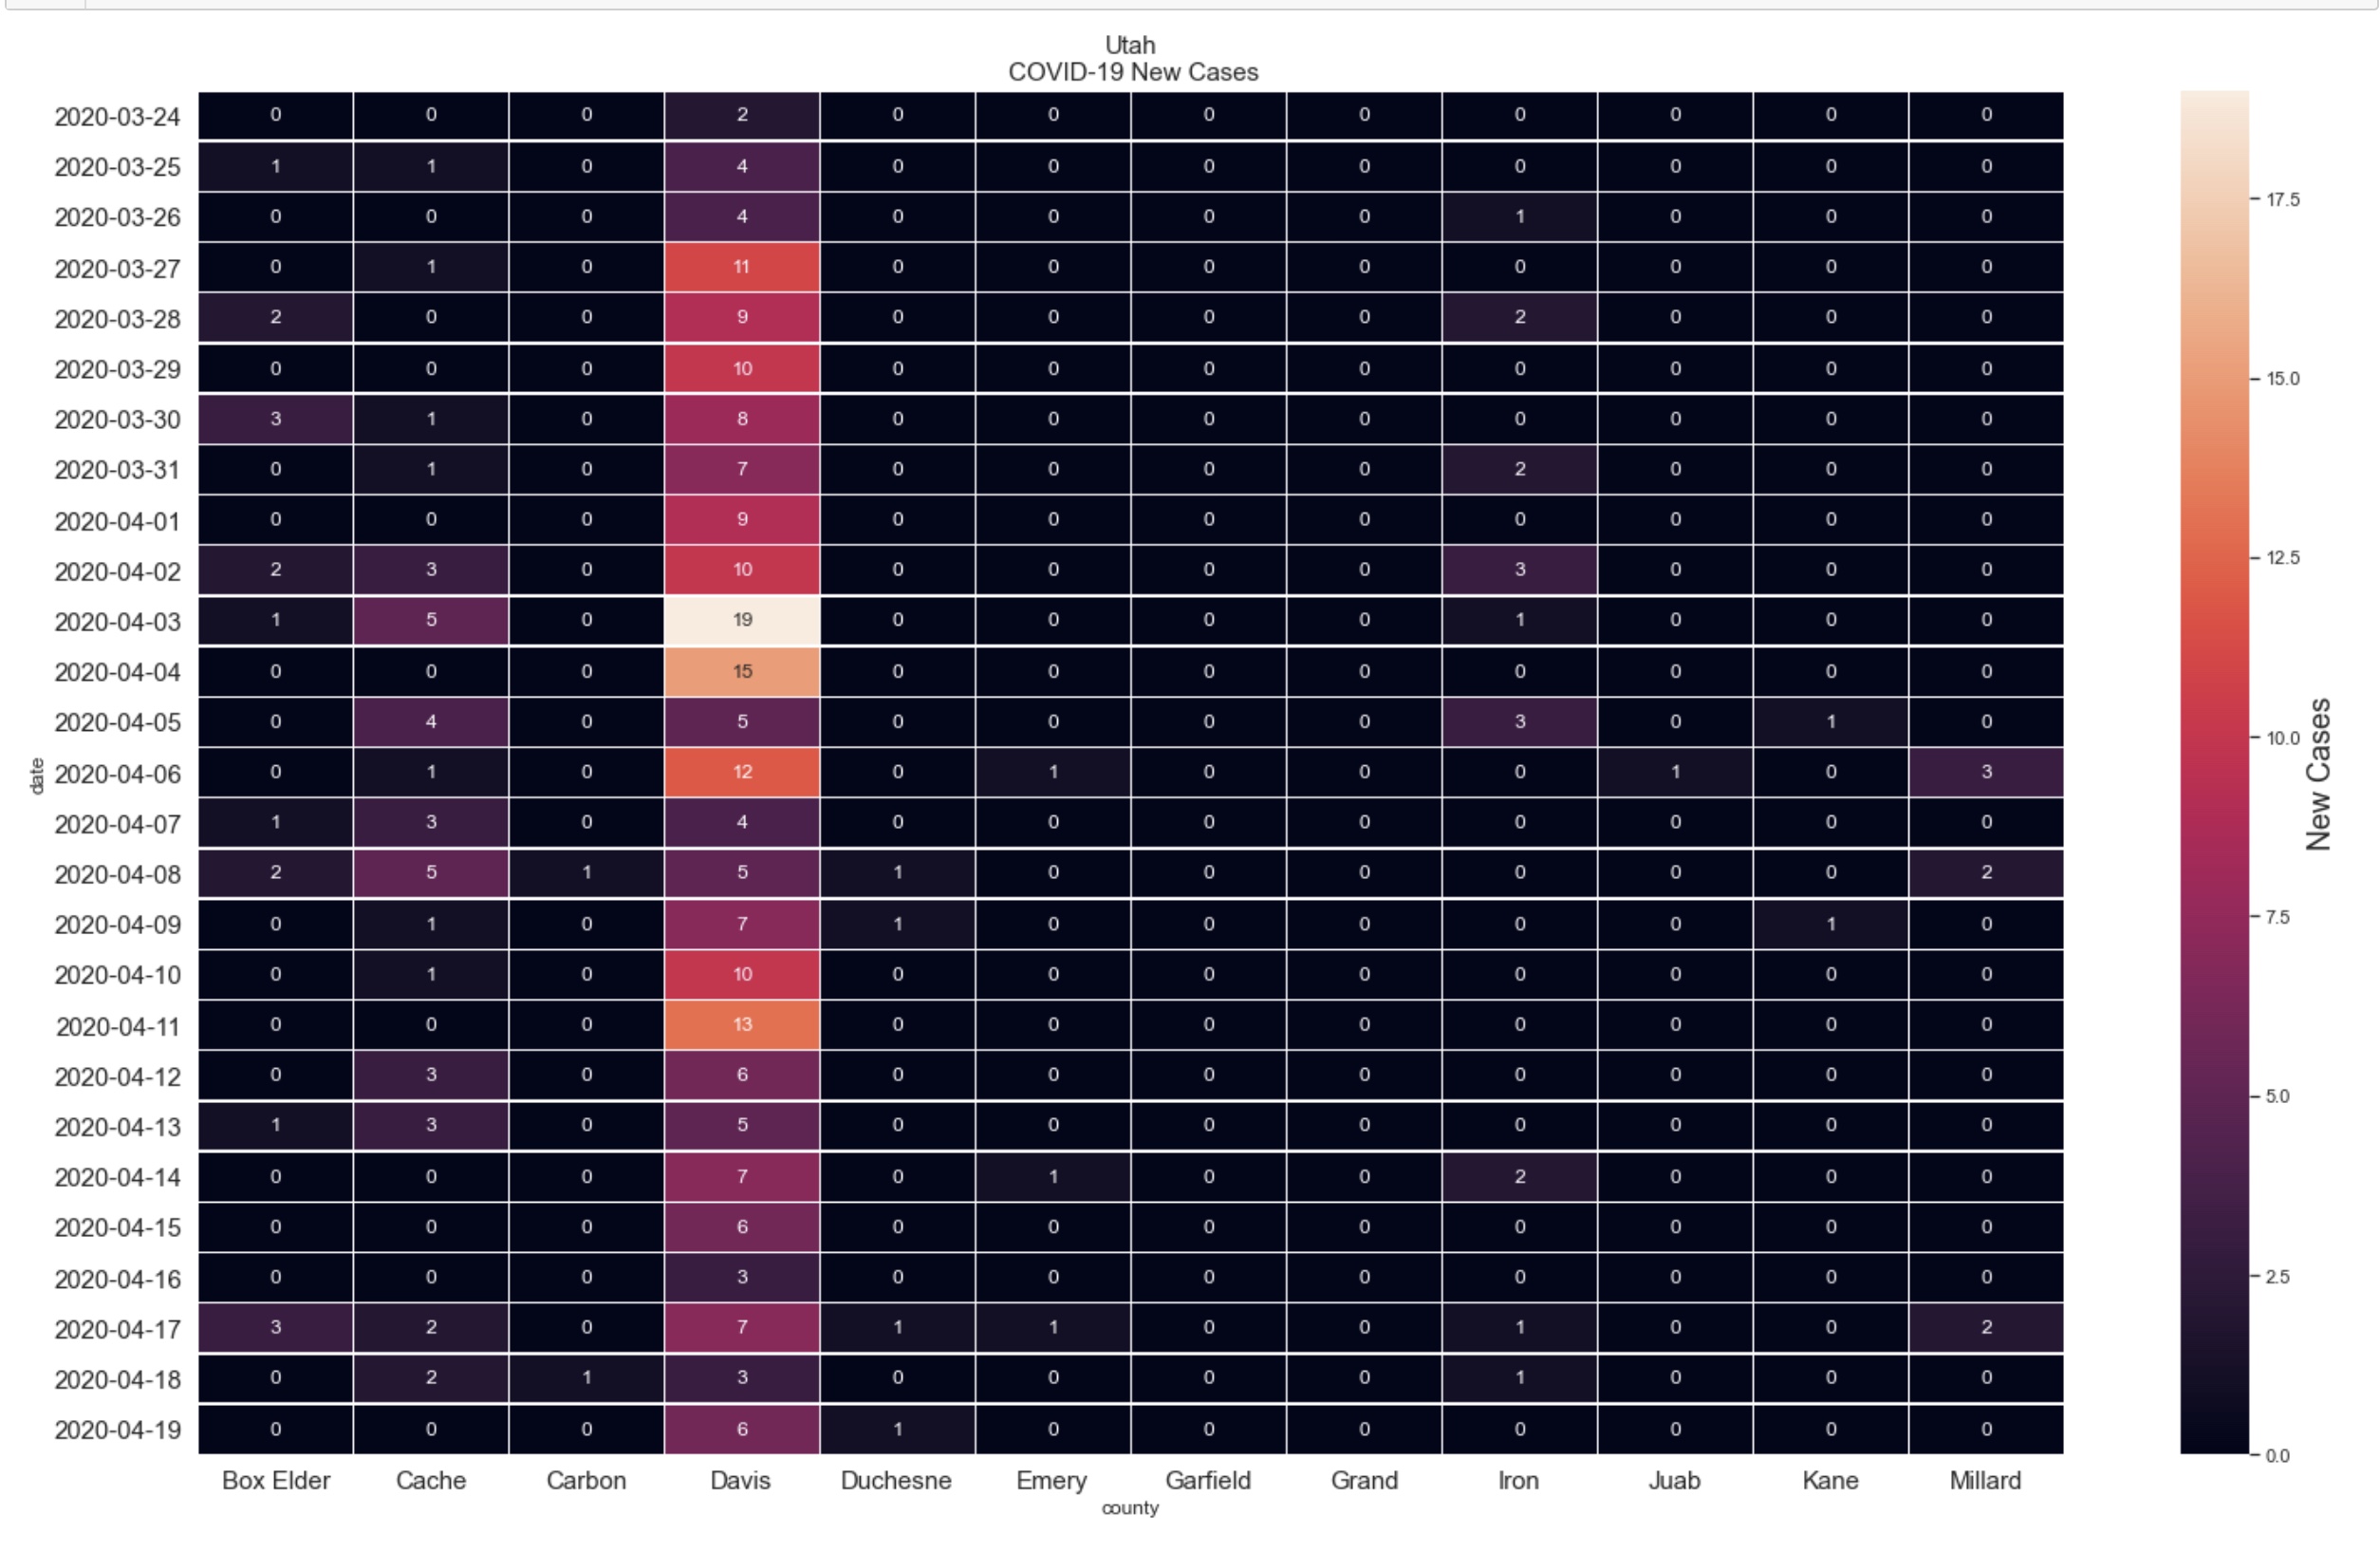 Utah
COVID-19 New Cases
2020-03-24 0 0 0 2 0 0 0 0 0 0 0 0
2020-03-25 1 1 0 4 0 0 0 0 0 0 0 0
2020-03-26 0 0 0 4 0 0 0 0 1 0 0 0
2020-03-27 0 1 0 11 0 0 0 0 0 0 0 0
2020-03-28 2 0 0 9 0 0 0 0 2 0 0 0
2020-03-29 0 0 0 10 0 0 0 0 0 0 0 0
2020-03-30 3 1 0 8 0 0 0 0 0 0 0 0
2020-03-31 0 1 0 7 0 0 0 0 2 0 0 0
2020-04-01 0 0 0 9 0 0 0 0 0 0 0 0
2020-04-02 2 3 0 10 0 0 0 0 3 0 0 0
2020-04-03 1 5 0 19 0 0 0 0 1 0 0 0
2020-04-04 0 0 0 15 0 0 0 0 0 0 0 0
2020-04-05 0 4 0 5 0 0 0 0 3 0 1 0
2020-04-06 0 1 0 12 0 1 0 0 0 1 0 3
2020-04-07 1 3 0 4 0 0 0 0 0 0 0 0
2020-04-08 2 5 1 5 1 0 0 0 0 0 0 2
2020-04-09 0 1 0 7 1 0 0 0 0 0 1 0
2020-04-10 0 1 0 10 0 0 0 0 0 0 0 0
2020-04-11 0 0 0 13 0 0 0 0 0 0 0 0
2020-04-12 0 3 0 6 0 0 0 0 0 0 0 0
2020-04-13 1 3 0 5 0 0 0 0 0 0 0 0
2020-04-14 0 0 0 7 0 1 0 0 2 0 0 0
2020-04-15 0 0 0 6 0 0 0 0 0 0 0 0
2020-04-16 0 0 0 3 0 0 0 0 0 0 0 0
2020-04-17 3 2 0 7 1 1 0 0 1 0 0 2
2020-04-18 0 2 1 3 0 0 0 0 1 0 0 0
2020-04-19 0 0 0 6 1 0 0 0 0 0 0 0
date
Box Elder Cache Carbon Davis Duchesne Emery Garfield Grand Iron Juab Kane Millard
county
17.5
15.0
12.5
10.0
7.5
5.0
2.5
0.0
New Cases